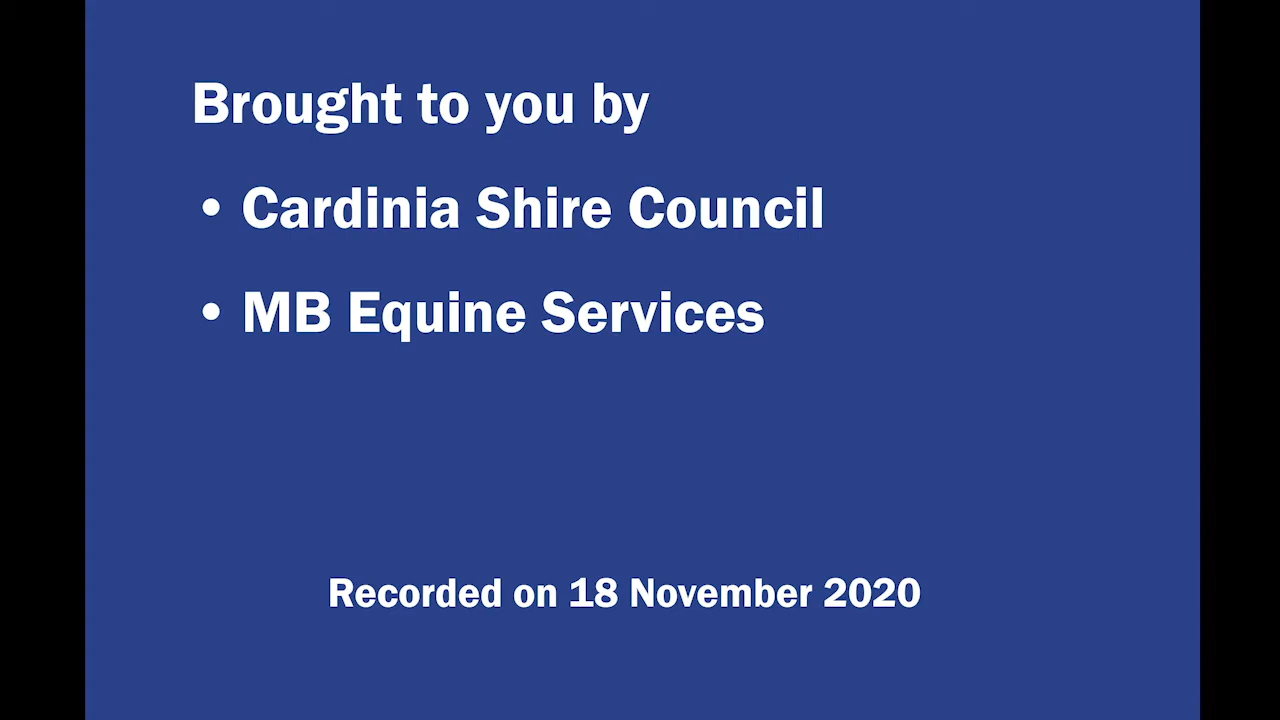 Brought to you by
• Cardinia Shire Council
• MB Equine Services
Recorded on 18 November 2020